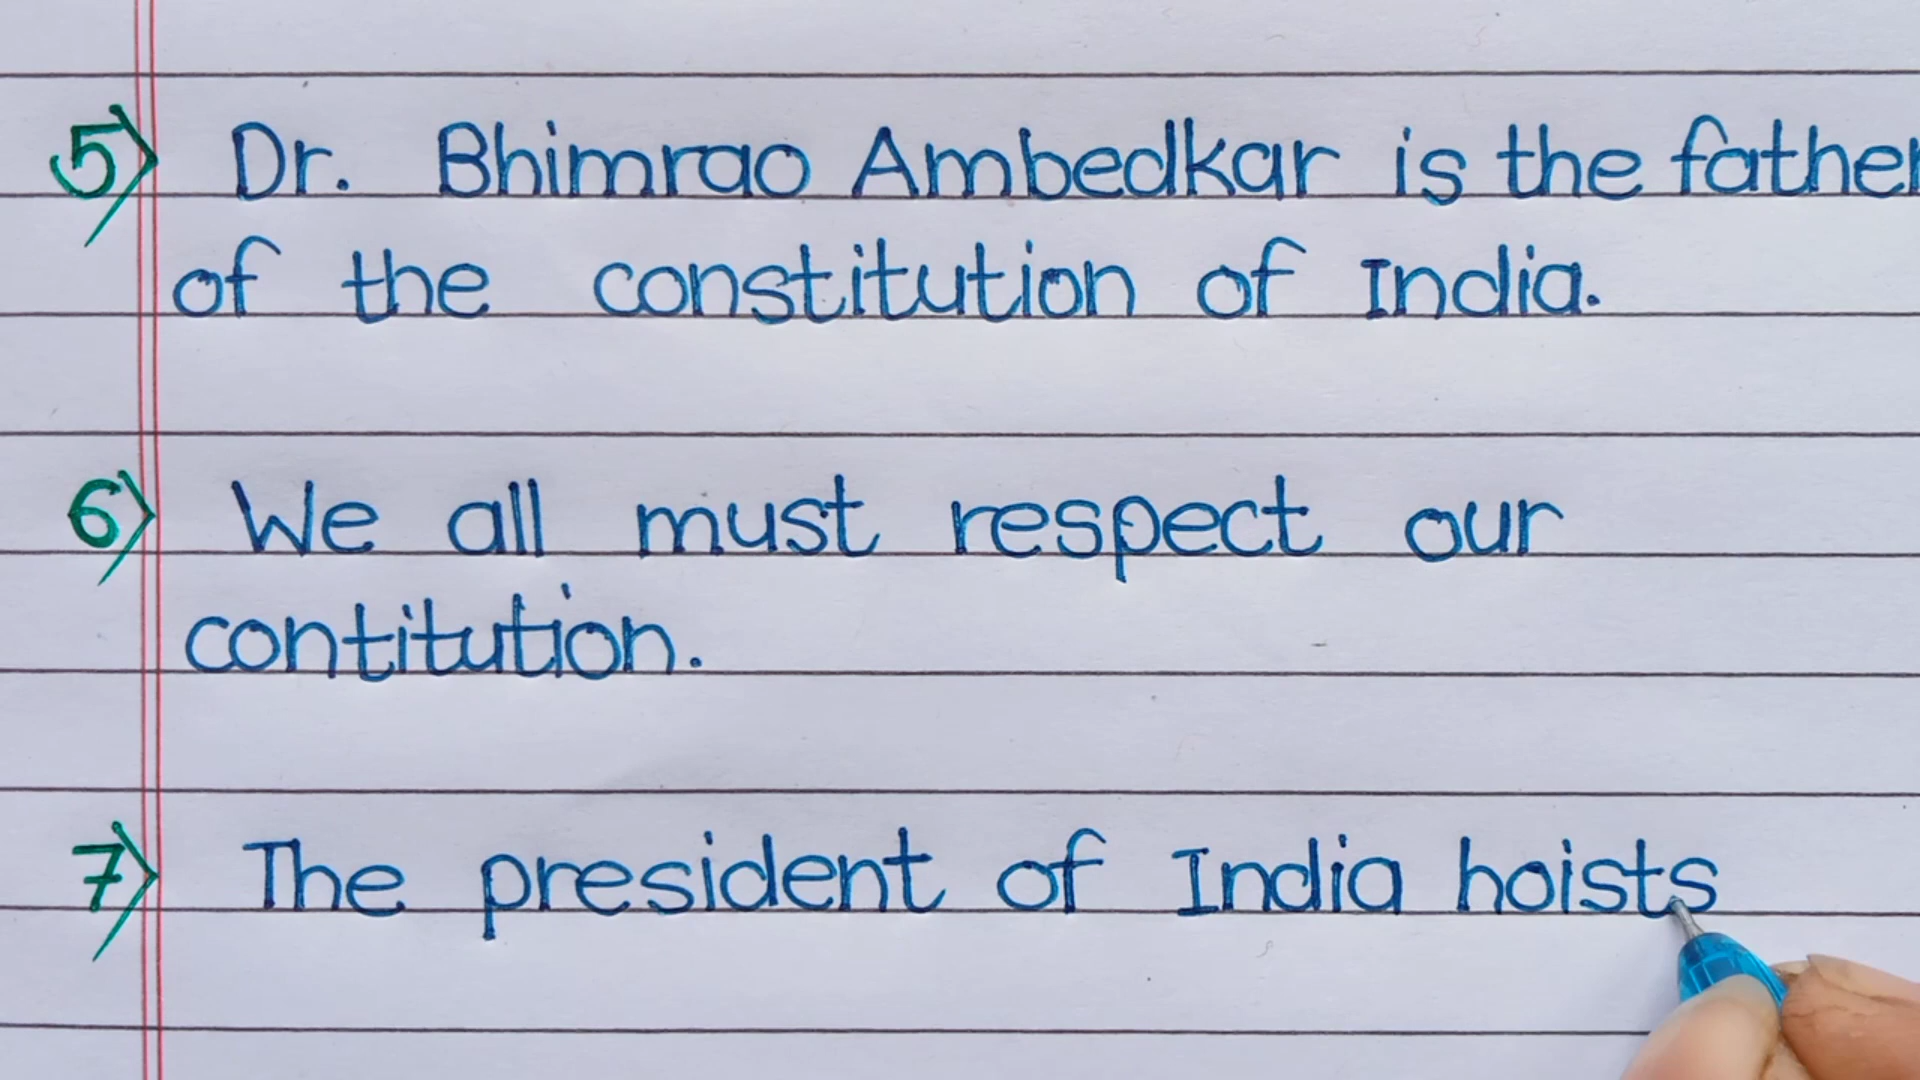 5) Dr. Bhimrao Ambedkar is the father
of the constitution of India.
6) We all must respect our
contitution.
7) The president of India hoists